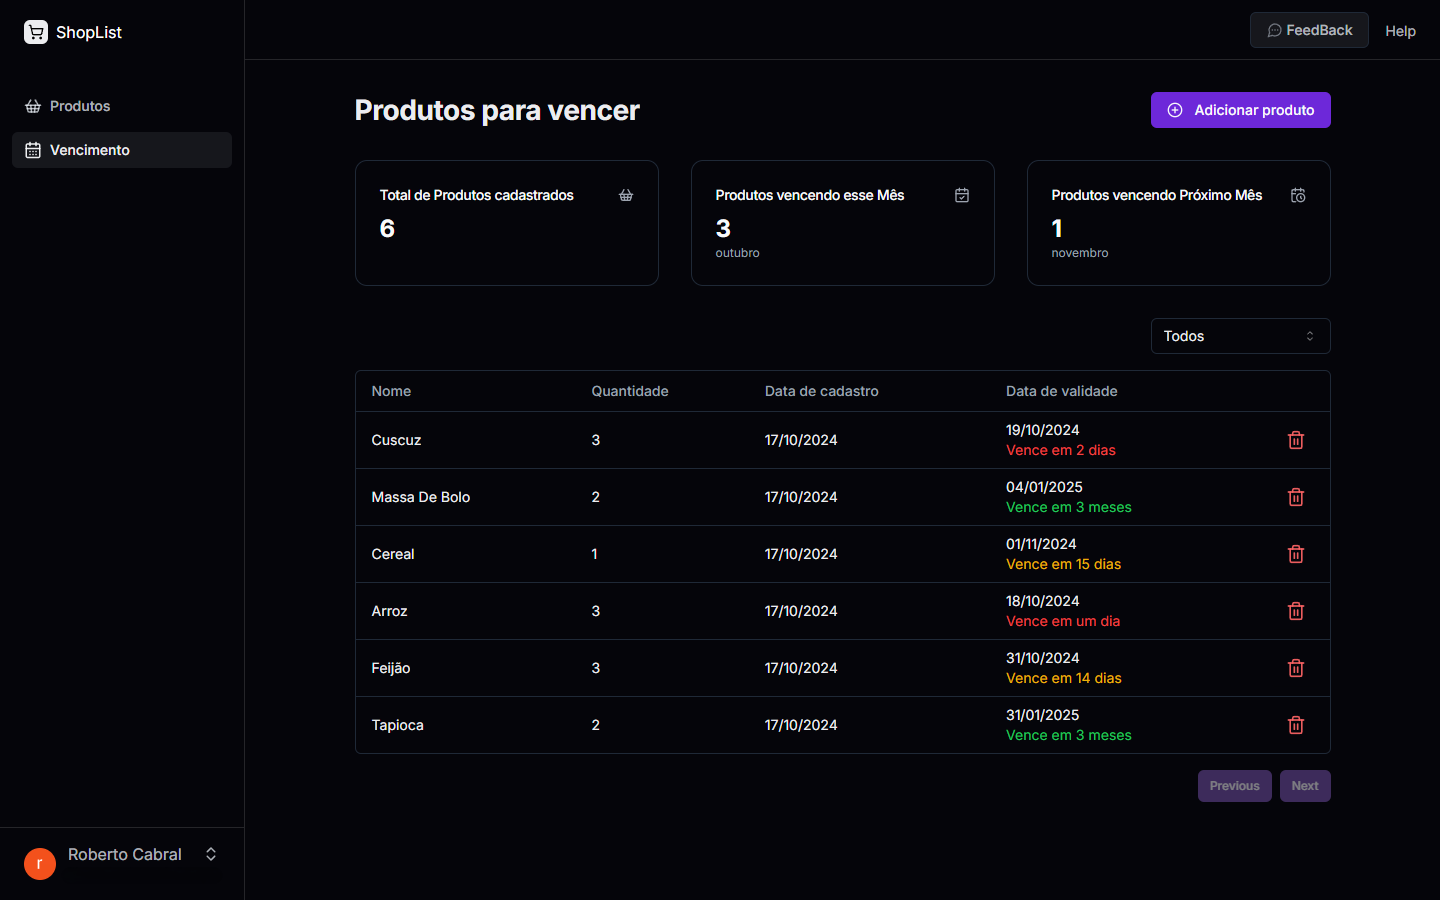 ShopList
FeedBack
Help
Produtos
Vencimento
Produtos para vencer
Adicionar produto
Total de Produtos cadastrados
6
Produtos vencendo esse Mês
3
outubro
Produtos vencendo Próximo Mês
1
novembro
Todos
Nome Quantidade Data de cadastro Data de validade
Cuscuz 3 17/10/2024 19/10/2024
Vence em 2 dias
Massa De Bolo 2 17/10/2024 04/01/2025
Vence em 3 meses
Cereal 1 17/10/2024 01/11/2024
Vence em 15 dias
Arroz 3 17/10/2024 18/10/2024
Vence em um dia
Feijão 3 17/10/2024 31/10/2024
Vence em 14 dias
Tapioca 2 17/10/2024 31/01/2025
Vence em 3 meses
Previous
Next
r
Roberto Cabral